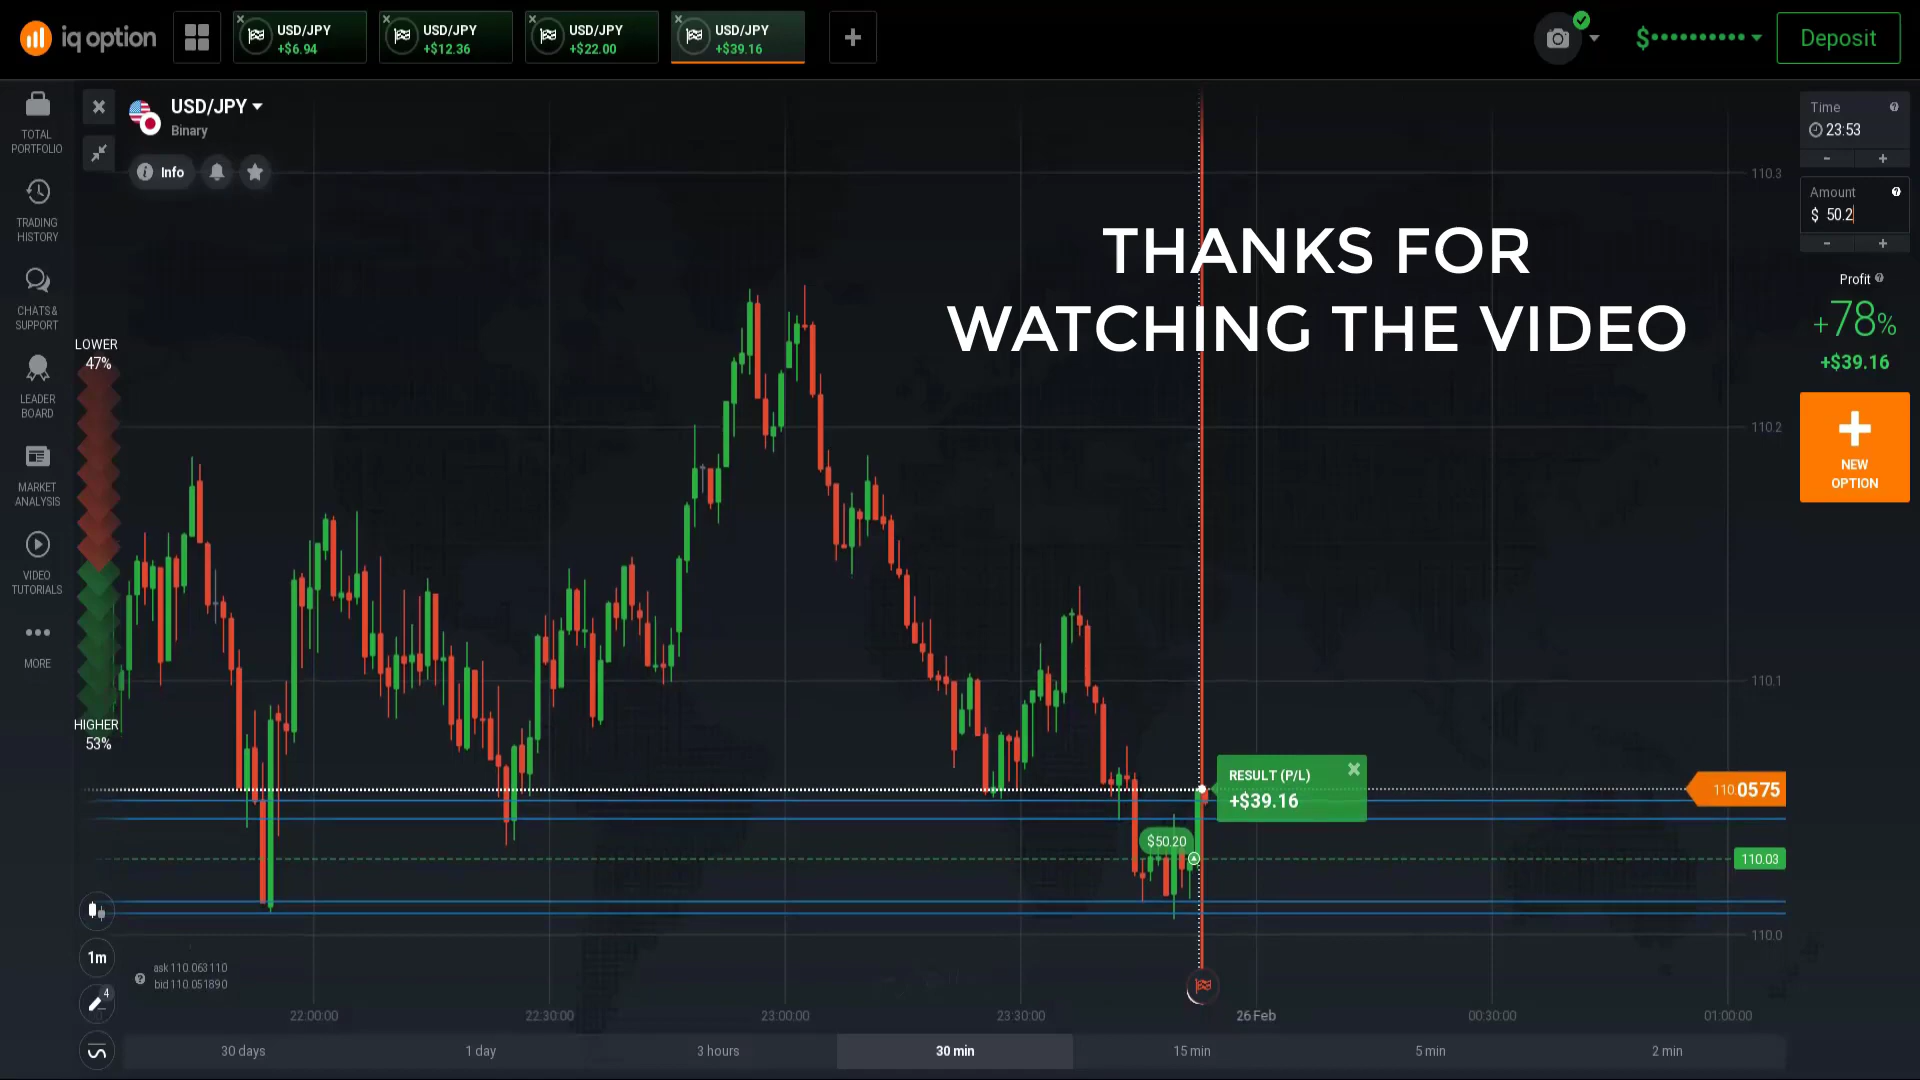 iq option
USD/JPY
+$6.94
USD/JPY
+$12.36
USD/JPY
+$22.00
USD/JPY
+$39.16
$
Deposit
TOTAL
PORTFOLIO
TRADING
HISTORY
CHATS &
SUPPORT
LEADER
BOARD
MARKET
ANALYSIS
VIDEO
TUTORIALS
MORE
USD/JPY
Binary
Info
LOWER
47%
HIGHER
53%
THANKS FOR
WATCHING THE VIDEO
110.3
110.2
110.1
110.0575
110.03
110.0
RESULT (P/L)
+$39.16
$50.20
Time
23:53
- +
Amount
$ 50.2
- +
Profit
+78%
+$39.16
NEW
OPTION
1m
4
ask 110.063110
bid 110.051890
22:00:00
22:30:00
23:00:00
23:30:00
26 Feb
00:30:00
01:00:00
30 days
1 day
3 hours
30 min
15 min
5 min
2 min